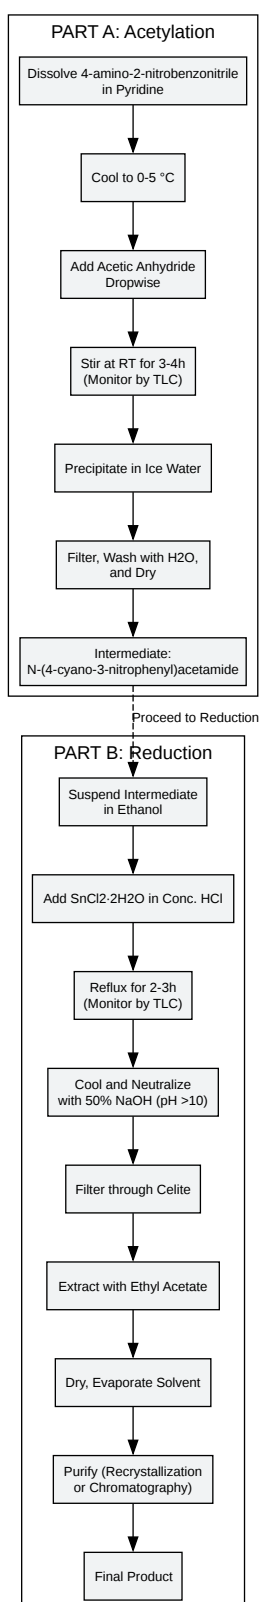 PART A: Acetylation
Dissolve 4-amino-2-nitrobenzonitrile
in Pyridine
Cool to 0-5 °C
Add Acetic Anhydride
Dropwise
Stir at RT for 3-4h
(Monitor by TLC)
Precipitate in Ice Water
Filter, Wash with H2O,
and Dry
Intermediate:
N-(4-cyano-3-nitrophenyl)acetamide
Proceed to Reduction
PART B: Reduction
Suspend Intermediate
in Ethanol
Add SnCl2·2H2O in Conc. HCl
Reflux for 2-3h
(Monitor by TLC)
Cool and Neutralize
with 50% NaOH (pH >10)
Filter through Celite
Extract with Ethyl Acetate
Dry, Evaporate Solvent
Purify (Recrystallization
or Chromatography)
Final Product